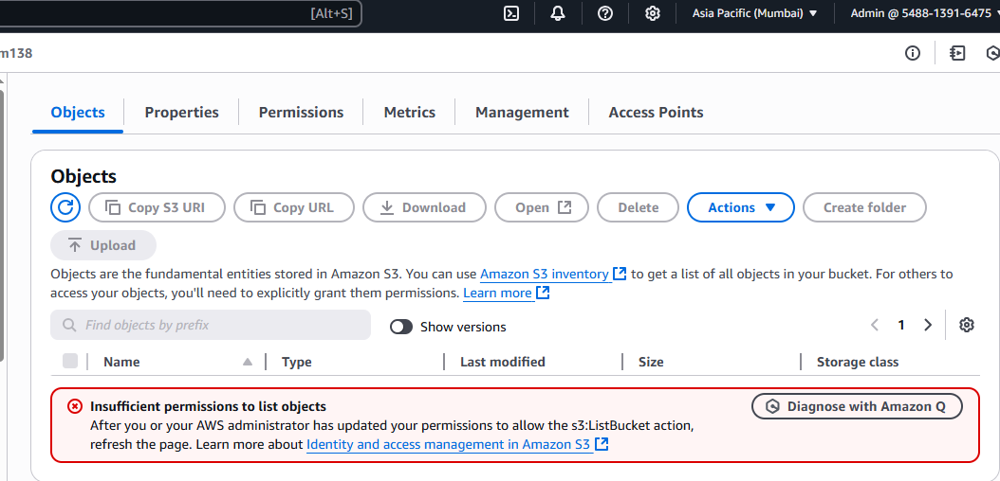 [Alt+S] Asia Pacific (Mumbai) Admin @ 5488-1391-6475
m138
Objects Properties Permissions Metrics Management Access Points
Objects
Copy S3 URI Copy URL Download Open Delete Actions Create folder
Upload
Objects are the fundamental entities stored in Amazon S3. You can use Amazon S3 inventory to get a list of all objects in your bucket. For others to
access your objects, you'll need to explicitly grant them permissions. Learn more
Find objects by prefix Show versions 1
Name Type Last modified Size Storage class
Insufficient permissions to list objects Diagnose with Amazon Q
After you or your AWS administrator has updated your permissions to allow the s3:ListBucket action,
refresh the page. Learn more about Identity and access management in Amazon S3